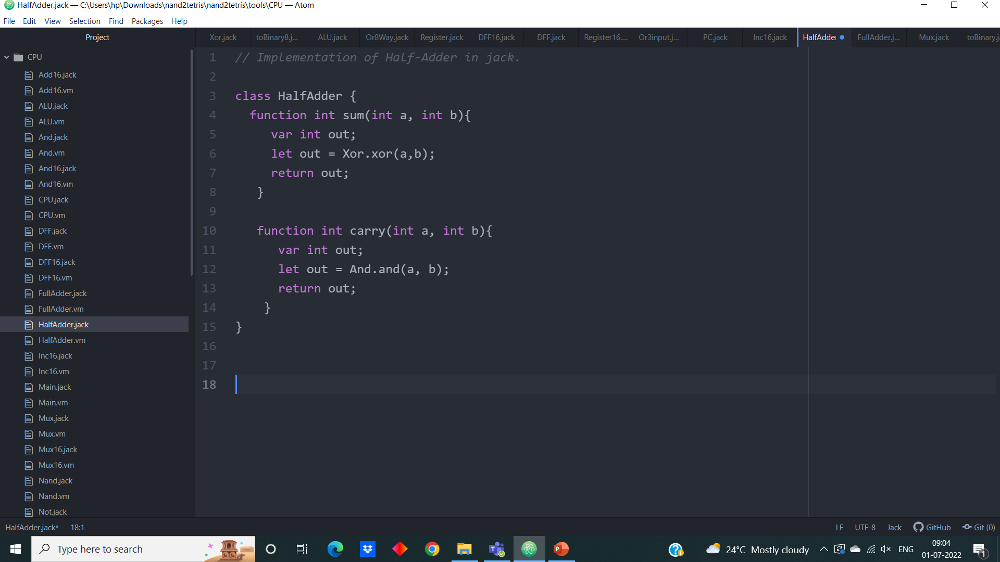 HalfAdder.jack — C:\Users\hp\Downloads\nand2tetris\nand2tetris\tools\CPU — Atom
File Edit View Selection Find Packages Help
Project
Xor.jack toBinary8.j... ALU.jack Or8Way.jack Register.jack DFF16.jack DFF.jack Register16.... Or3input.j... PC.jack Inc16.jack HalfAdder FullAdder.j... Mux.jack toBinary.ja
CPU
Add16.jack
Add16.vm
ALU.jack
ALU.vm
And.jack
And.vm
And16.jack
And16.vm
CPU.jack
CPU.vm
DFF.jack
DFF.vm
DFF16.jack
DFF16.vm
FullAdder.jack
FullAdder.vm
HalfAdder.jack
HalfAdder.vm
Inc16.jack
Inc16.vm
Main.jack
Main.vm
Mux.jack
Mux.vm
Mux16.jack
Mux16.vm
Nand.jack
Nand.vm
Not.jack
1 // Implementation of Half-Adder in jack.
2
3 class HalfAdder {
4 function int sum(int a, int b){
5 var int out;
6 let out = Xor.xor(a,b);
7 return out;
8 }
9
10 function int carry(int a, int b){
11 var int out;
12 let out = And.and(a, b);
13 return out;
14 }
15 }
16
17
18
HalfAdder.jack* 18:1 LF UTF-8 Jack GitHub Git (0)
Type here to search
24°C Mostly cloudy
ENG
09:04
01-07-2022
1